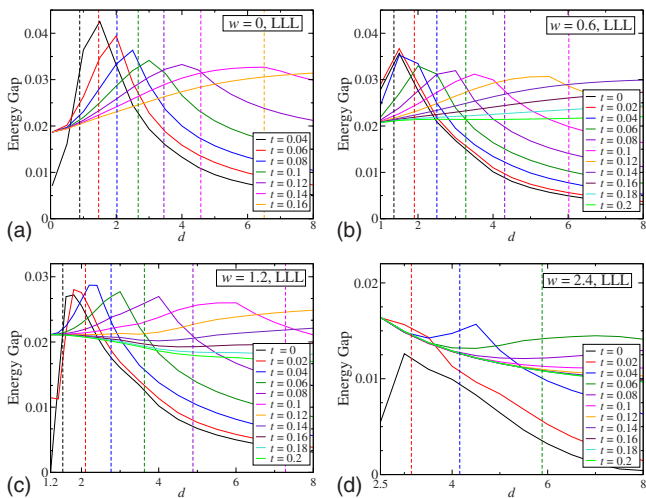 w = 0, LLL
0.04
0.03
0.02
0.01
0
Energy Gap
t = 0.04
t = 0.06
t = 0.08
t = 0.1
t = 0.12
t = 0.14
t = 0.16
0 2 4 6 8
d
(a)
w = 0.6, LLL
0.04
0.03
0.02
0.01
0
Energy Gap
t = 0
t = 0.02
t = 0.04
t = 0.06
t = 0.08
t = 0.1
t = 0.12
t = 0.14
t = 0.16
t = 0.18
t = 0.2
1 2 4 6 8
d
(b)
w = 1.2, LLL
0.03
0.02
0.01
0
Energy Gap
t = 0
t = 0.02
t = 0.04
t = 0.06
t = 0.08
t = 0.1
t = 0.12
t = 0.14
t = 0.16
t = 0.18
t = 0.2
1.2 2 4 6 8
d
(c)
w = 2.4, LLL
0.02
0.015
0.01
0.005
0
Energy Gap
t = 0
t = 0.02
t = 0.04
t = 0.06
t = 0.08
t = 0.1
t = 0.12
t = 0.14
t = 0.16
t = 0.18
t = 0.2
2.5 4 6 8
d
(d)